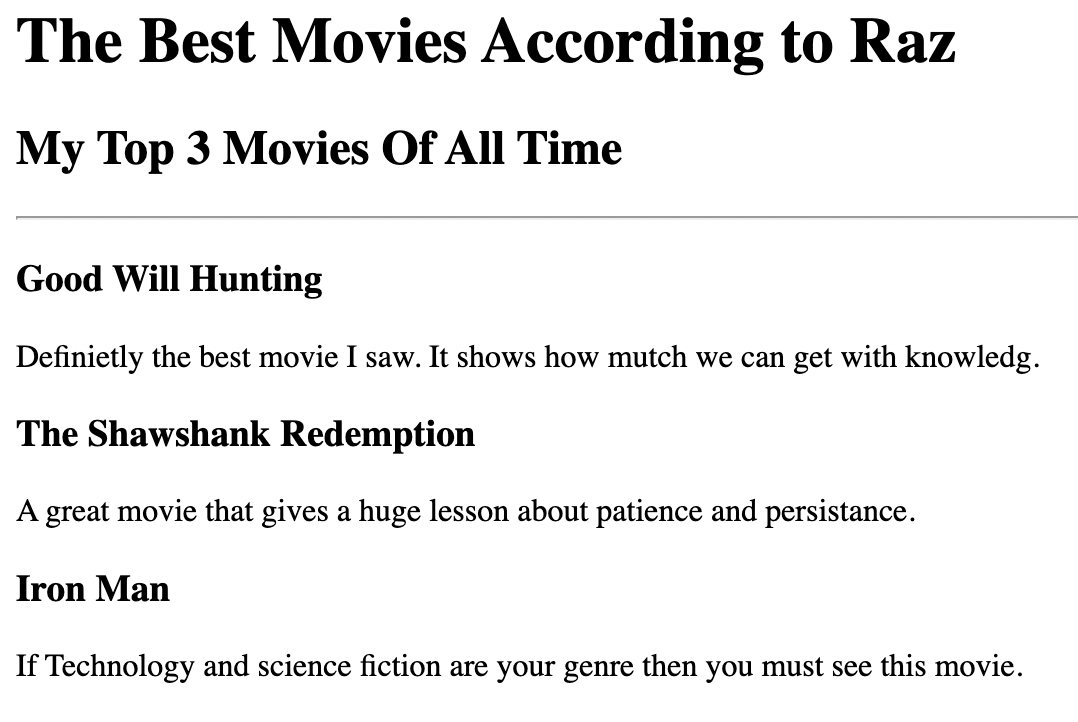 The Best Movies According to Raz
My Top 3 Movies Of All Time
Good Will Hunting
Definietly the best movie I saw. It shows how mutch we can get with knowledg.
The Shawshank Redemption
A great movie that gives a huge lesson about patience and persistance.
Iron Man
If Technology and science fiction are your genre then you must see this movie.